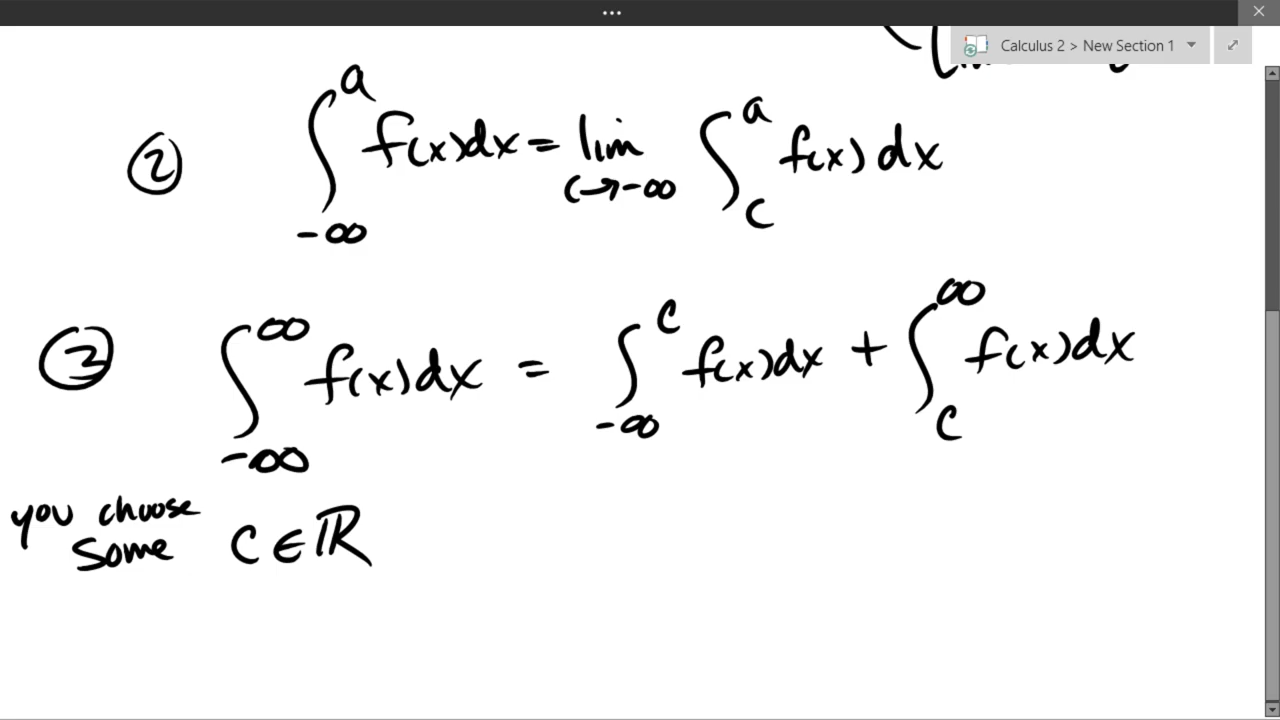 Calculus 2 > New Section 1
② ∫_{-∞}^{a} f(x)dx = lim_{c→-∞} ∫_{c}^{a} f(x)dx
③ ∫_{-∞}^{∞} f(x)dx = ∫_{-∞}^{c} f(x)dx + ∫_{c}^{∞} f(x)dx
you choose
some c∈ℝ